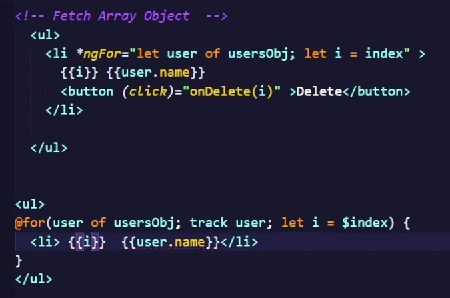 <!-- Fetch Array Object  -->
<ul>
<li *ngFor="let user of usersObj; let i = index" >
{{i}} {{user.name}}
<button (click)="onDelete(i)" >Delete</button>
</li>
</ul>
<ul>
@for(user of usersObj; track user; let i = $index) {
<li> {{i}}  {{user.name}}</li>
}
</ul>